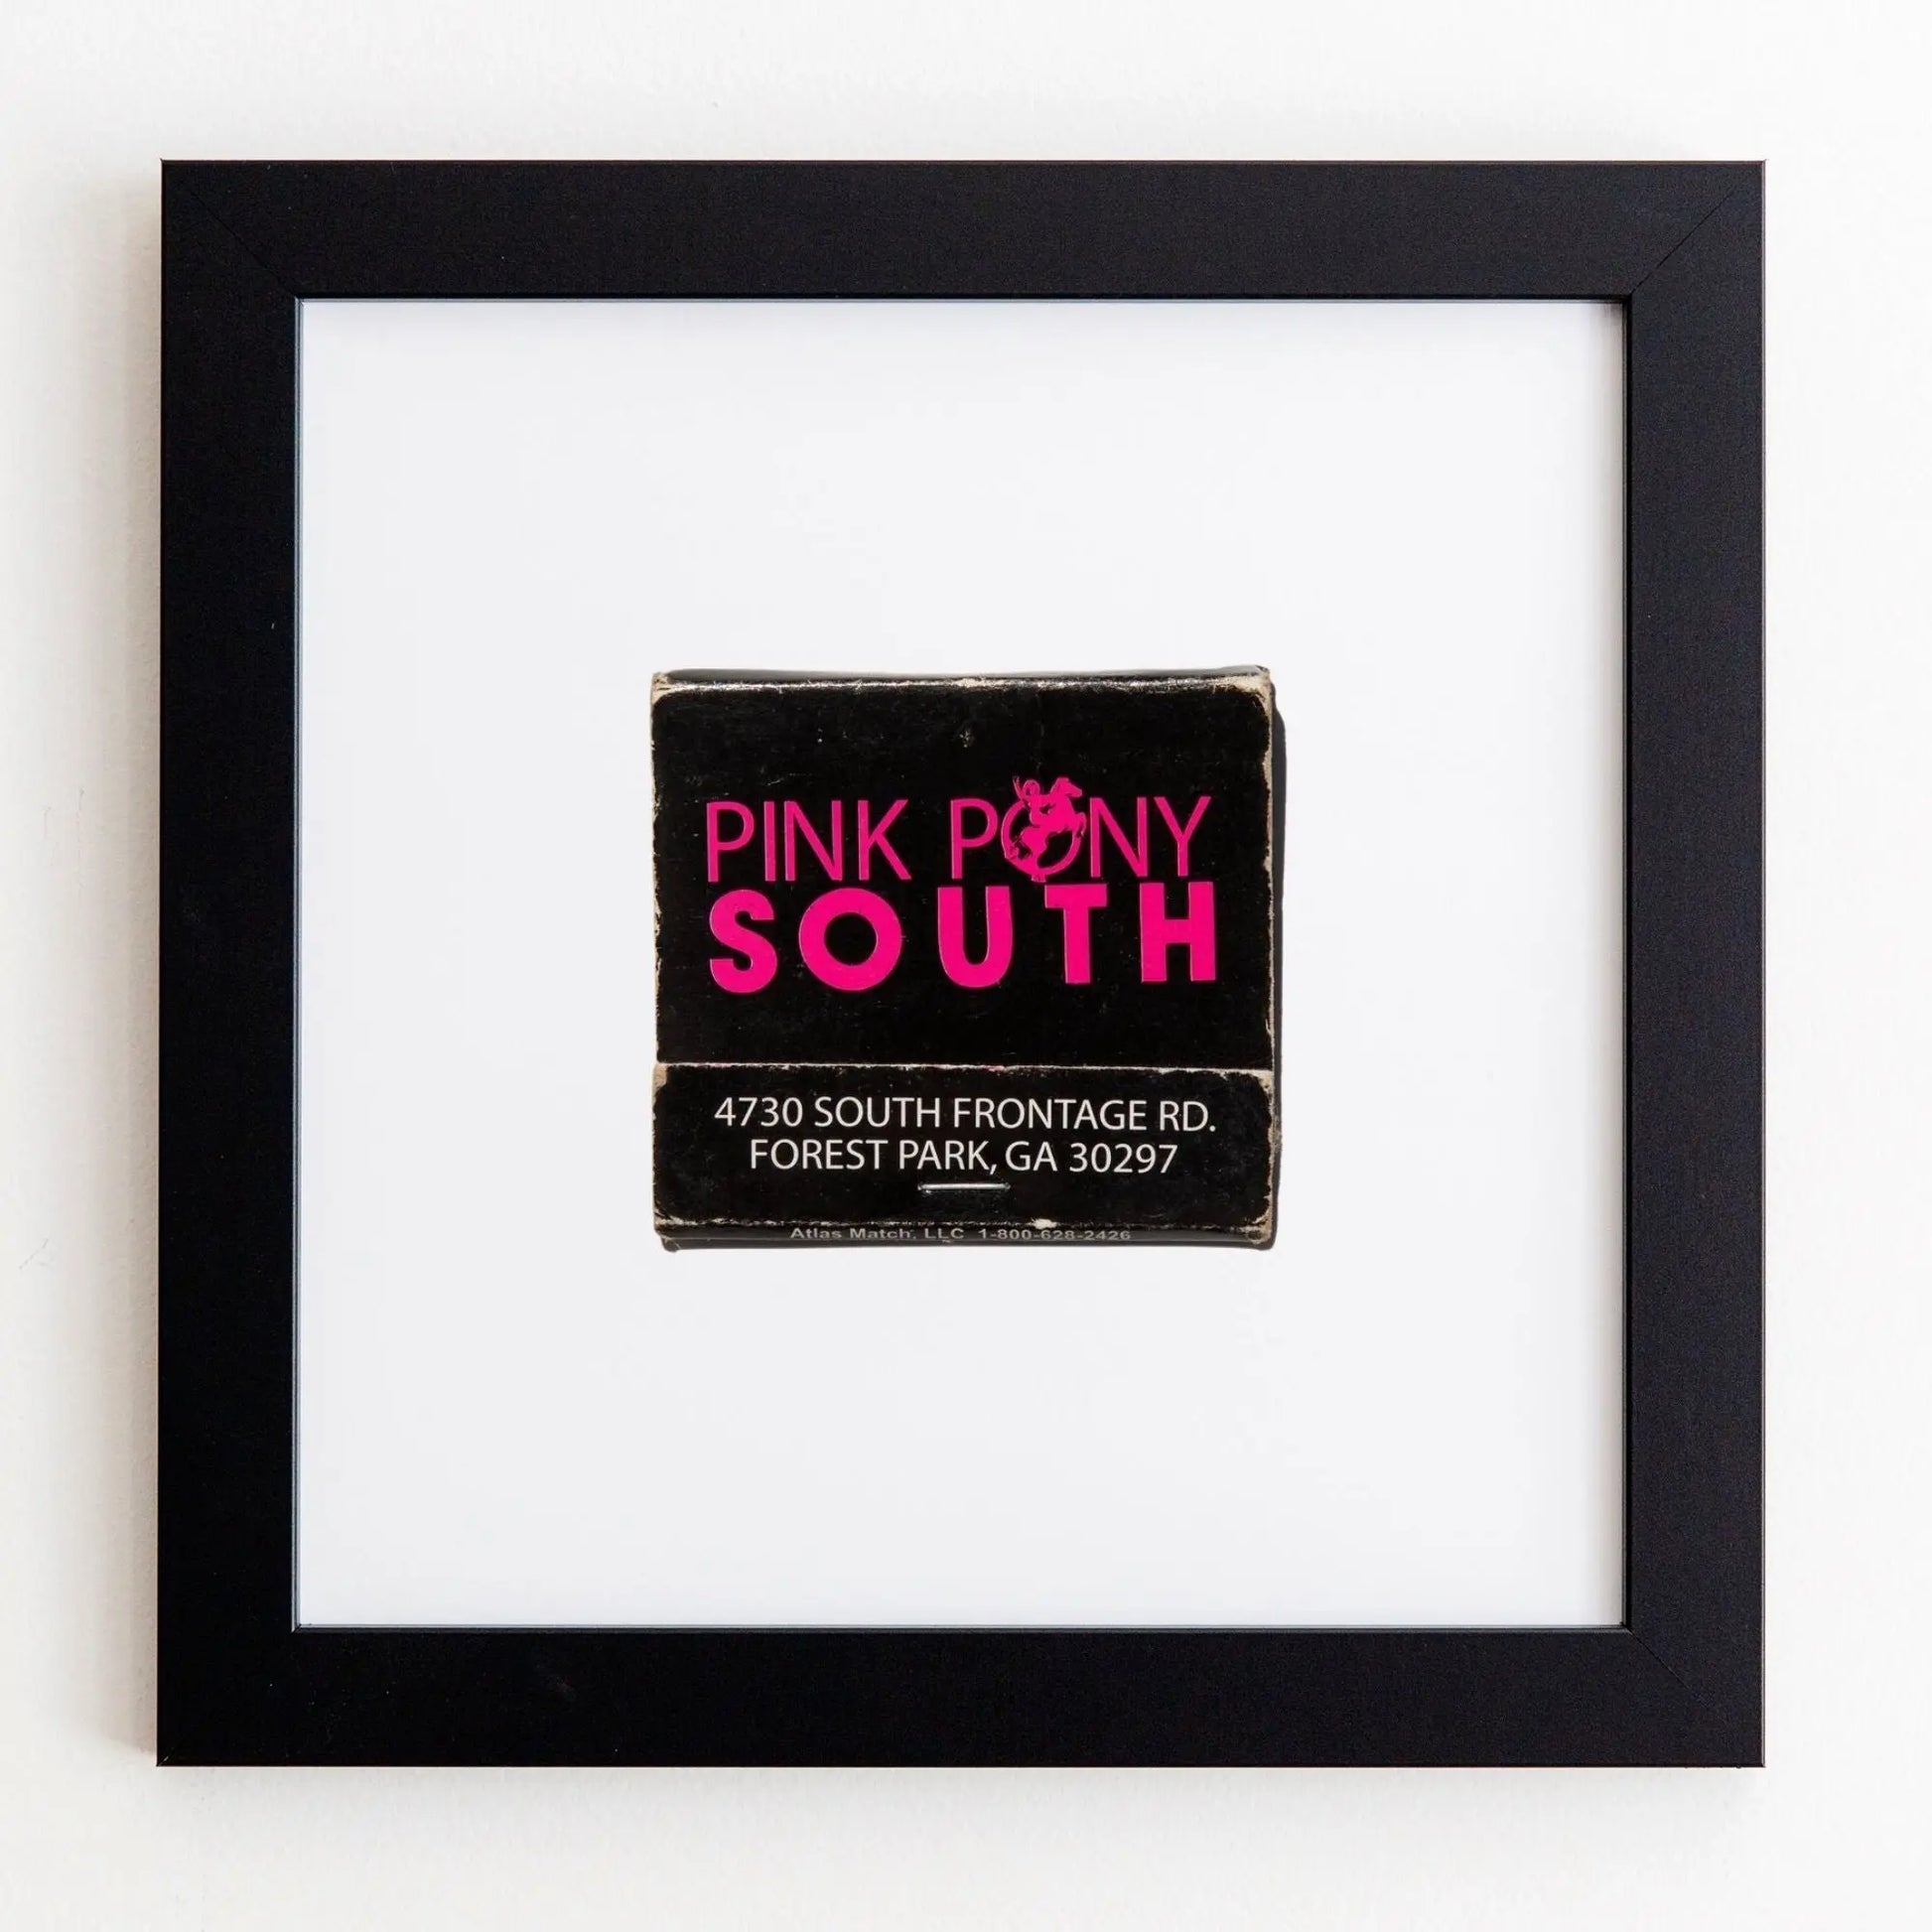 PINK PONY
SOUTH
4730 SOUTH FRONTAGE RD.
FOREST PARK, GA 30297
Atlas Match, LLC 1-800-628-2426